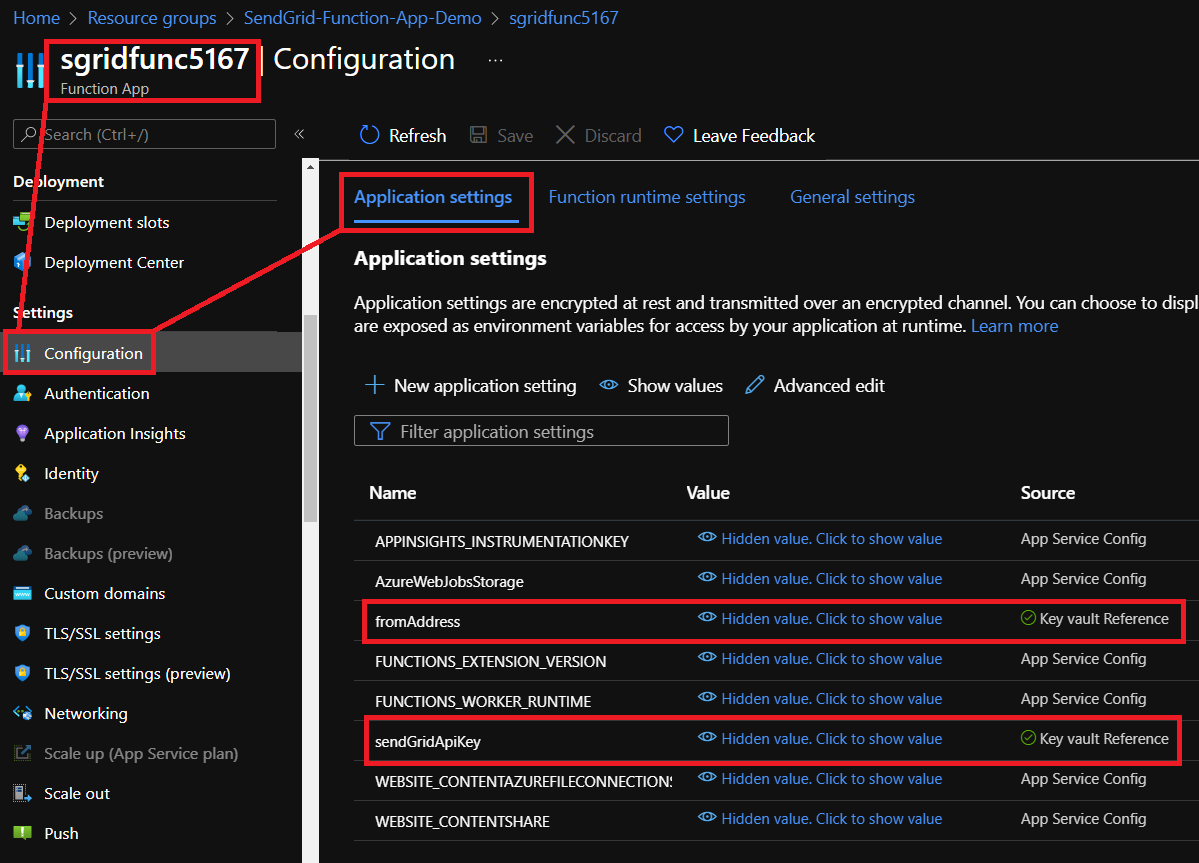 Home > Resource groups > SendGrid-Function-App-Demo > sgridfunc5167
sgridfunc5167 | Configuration ...
Function App
Search (Ctrl+/)
«
Refresh Save Discard Leave Feedback
Deployment
Deployment slots
Deployment Center
Settings
Configuration
Authentication
Application Insights
Identity
Backups
Backups (preview)
Custom domains
TLS/SSL settings
TLS/SSL settings (preview)
Networking
Scale up (App Service plan)
Scale out
Push
Application settings Function runtime settings General settings
Application settings
Application settings are encrypted at rest and transmitted over an encrypted channel. You can choose to displ
are exposed as environment variables for access by your application at runtime. Learn more
New application setting Show values Advanced edit
Filter application settings
Name Value Source
APPINSIGHTS_INSTRUMENTATIONKEY Hidden value. Click to show value App Service Config
AzureWebJobsStorage Hidden value. Click to show value App Service Config
fromAddress Hidden value. Click to show value Key vault Reference
FUNCTIONS_EXTENSION_VERSION Hidden value. Click to show value App Service Config
FUNCTIONS_WORKER_RUNTIME Hidden value. Click to show value App Service Config
sendGridApiKey Hidden value. Click to show value Key vault Reference
WEBSITE_CONTENTAZUREFILECONNECTIONS Hidden value. Click to show value App Service Config
WEBSITE_CONTENTSHARE Hidden value. Click to show value App Service Config